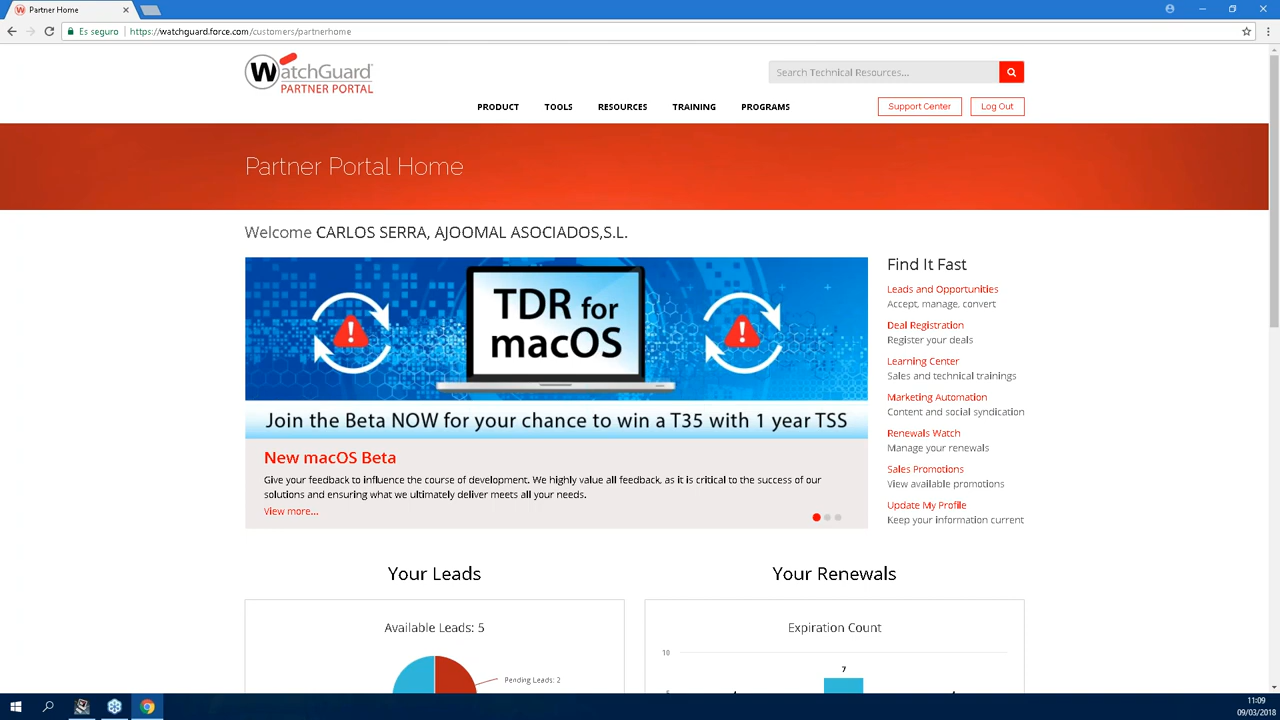 Partner Home
Es seguro
https://watchguard.force.com/customers/partnerhome
WatchGuard
PARTNER PORTAL
Search Technical Resources...
PRODUCT TOOLS RESOURCES TRAINING PROGRAMS
Support Center
Log Out
Partner Portal Home
Welcome CARLOS SERRA, AJOOMAL ASOCIADOS,S.L.
TDR for
macOS
Join the Beta NOW for your chance to win a T35 with 1 year TSS
New macOS Beta
Give your feedback to influence the course of development. We highly value all feedback, as it is critical to the success of our
solutions and ensuring what we ultimately deliver meets all your needs.
View more...
Find It Fast
Leads and Opportunities
Accept, manage, convert
Deal Registration
Register your deals
Learning Center
Sales and technical trainings
Marketing Automation
Content and social syndication
Renewals Watch
Manage your renewals
Sales Promotions
View available promotions
Update My Profile
Keep your information current
Your Leads
Available Leads: 5
Pending Leads: 2
Your Renewals
Expiration Count
10
7
11:09
09/03/2018